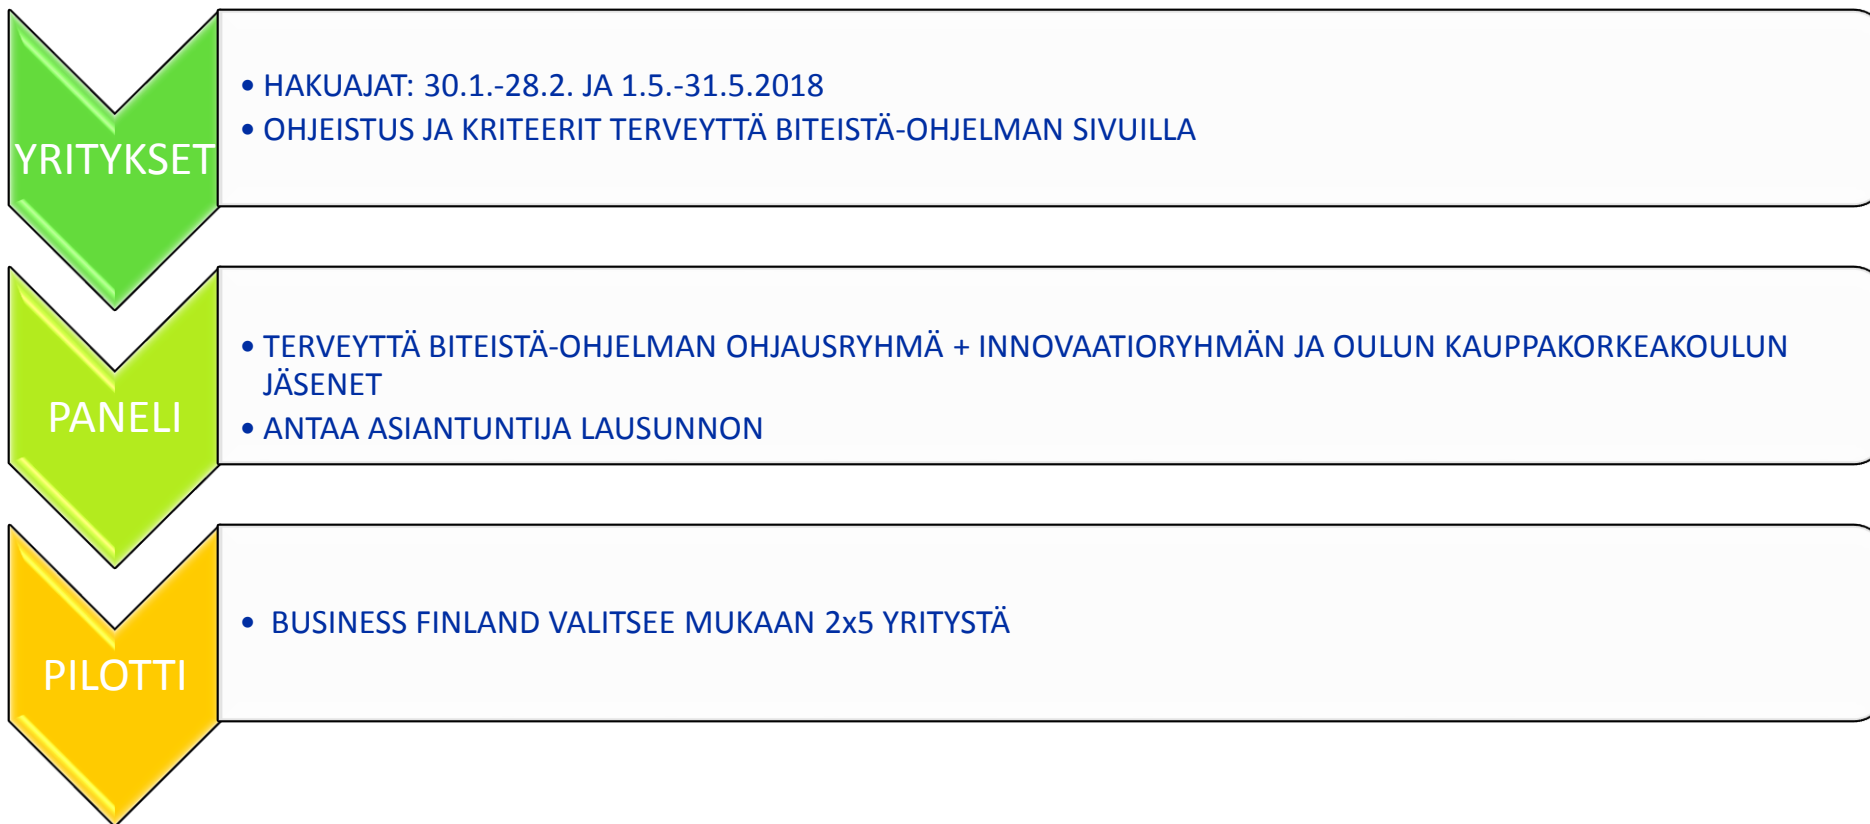 YRITYKSET
• HAKUAJAT: 30.1.-28.2. JA 1.5.-31.5.2018
• OHJEISTUS JA KRITEERIT TERVEYTTÄ BITEISTÄ-OHJELMAN SIVUILLA
PANELI
• TERVEYTTÄ BITEISTÄ-OHJELMAN OHJAUSRYHMÄ + INNOVAATIORYHMÄN JA OULUN KAUPPAKORKEAKOULUN
JÄSENET
• ANTAA ASIANTUNTIJA LAUSUNNON
PILOTTI
• BUSINESS FINLAND VALITSEE MUKAAN 2x5 YRITYSTÄ